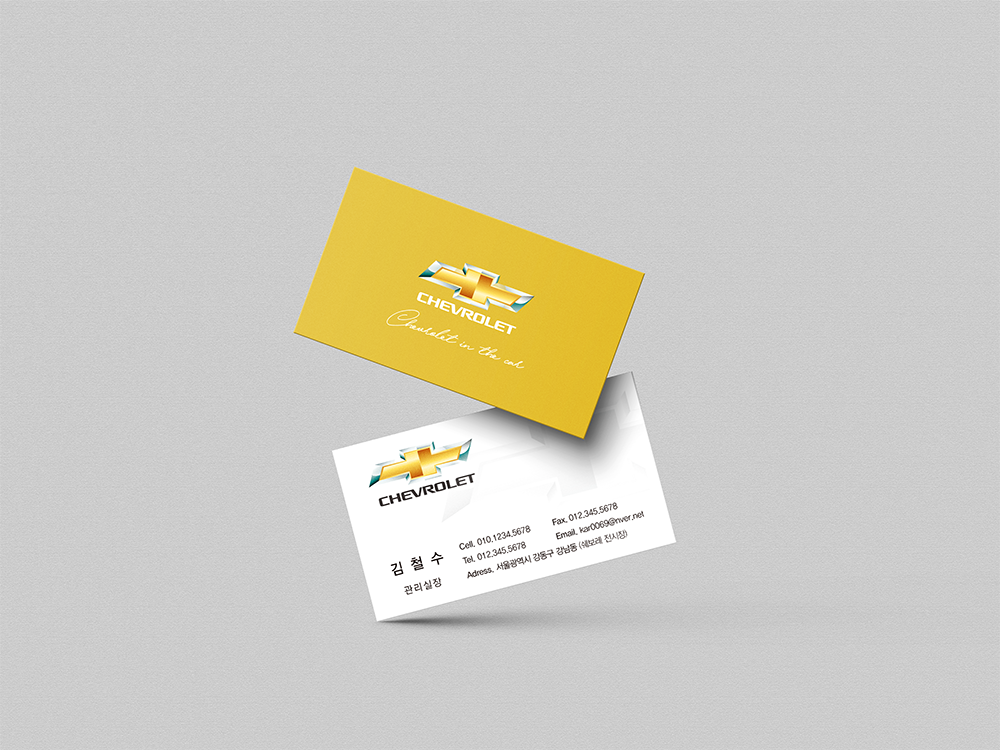 CHEVROLET
Chevrolet in the car
CHEVROLET
김 철 수
관리실장
Cell. 010.1234.5678
Fax. 012.345.5678
Tel. 012.345.5678
Email. kar0069@nver.net
Adress. 서울광역시 강동구 강남동 (쉐보레 전시장)